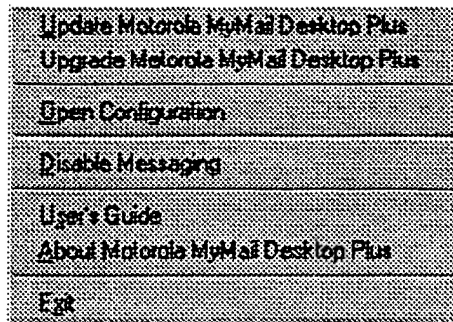 Update Motorola MyMail Desktop Plus
Upgrade Motorola MyMail Desktop Plus
Open Configuration
Disable Messaging
User's Guide
About Motorola MyMail Desktop Plus
Exit